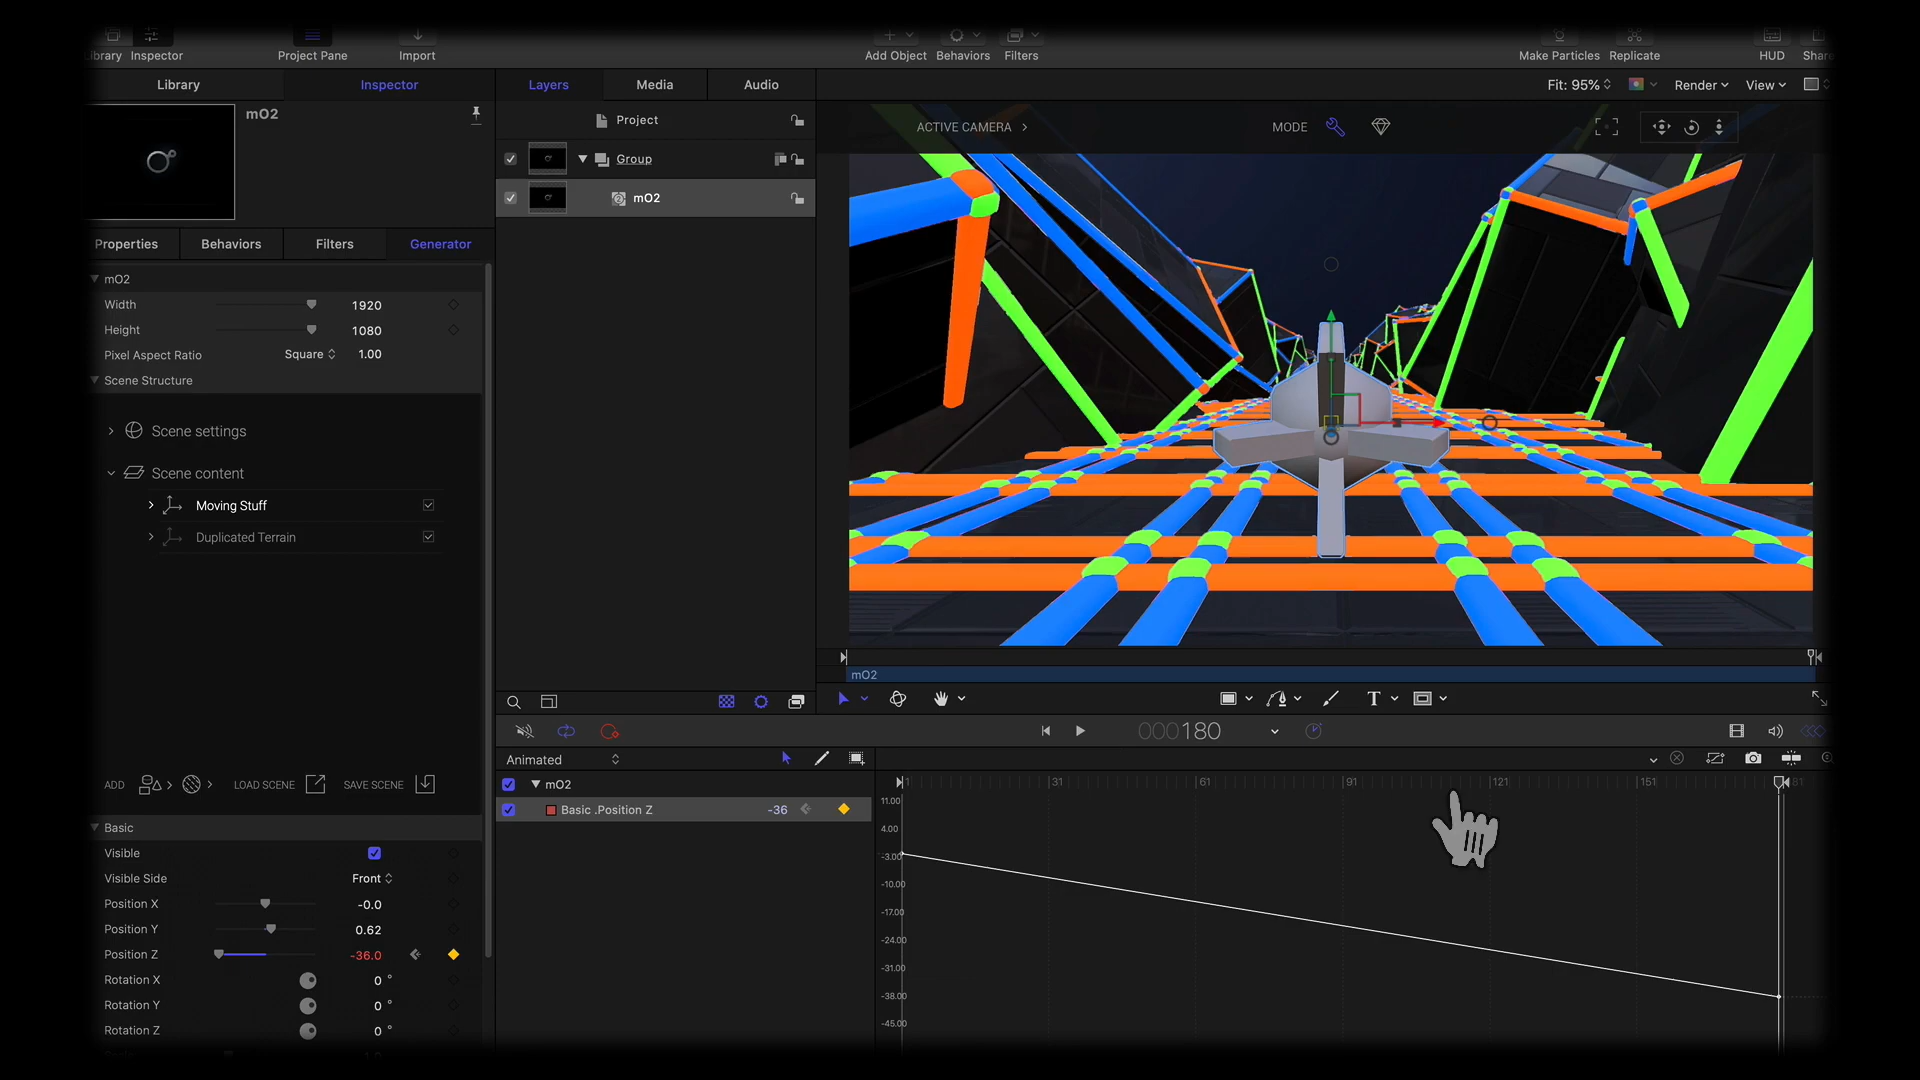 Library Inspector Project Pane Import Add Object Behaviors Filters Make Particles Replicate HUD Share
Library Inspector Layers Media Audio Fit: 95% Render View
mO2
Project
ACTIVE CAMERA MODE
Group
mO2
Properties Behaviors Filters Generator
mO2
Width 1920
Height 1080
Pixel Aspect Ratio Square 1.00
Scene Structure
Scene settings
Scene content
Moving Stuff
Duplicated Terrain
mO2
T
000180
Animated
ADD LOAD SCENE SAVE SCENE
mO2
1 31 61 91 121 151 181
Basic .Position Z -36
11.00
4.00
-3.00
-10.00
-17.00
-24.00
-31.00
-38.00
-45.00
Basic
Visible
Visible Side Front
Position X -0.0
Position Y 0.62
Position Z -36.0
Rotation X 0 °
Rotation Y 0 °
Rotation Z 0 °